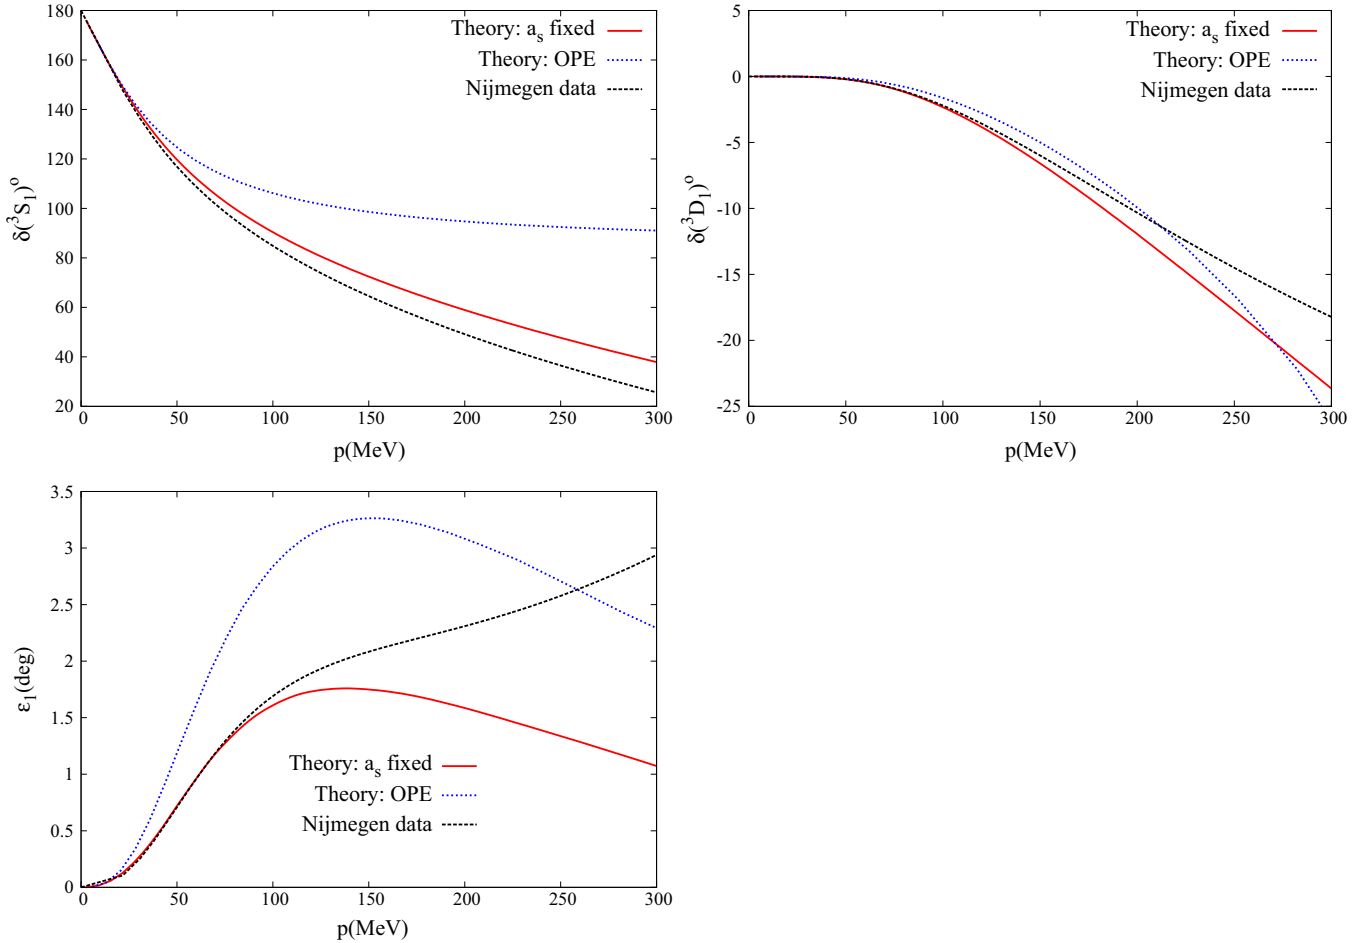 180
160
140
120
100
80
60
40
20
δ(³S₁)º
Theory: aₛ fixed
Theory: OPE
Nijmegen data
0 50 100 150 200 250 300
p(MeV)
5
0
-5
-10
-15
-20
-25
δ(³D₁)º
Theory: aₛ fixed
Theory: OPE
Nijmegen data
0 50 100 150 200 250 300
p(MeV)
3.5
3
2.5
2
1.5
1
0.5
0
ε₁(deg)
Theory: aₛ fixed
Theory: OPE
Nijmegen data
0 50 100 150 200 250 300
p(MeV)